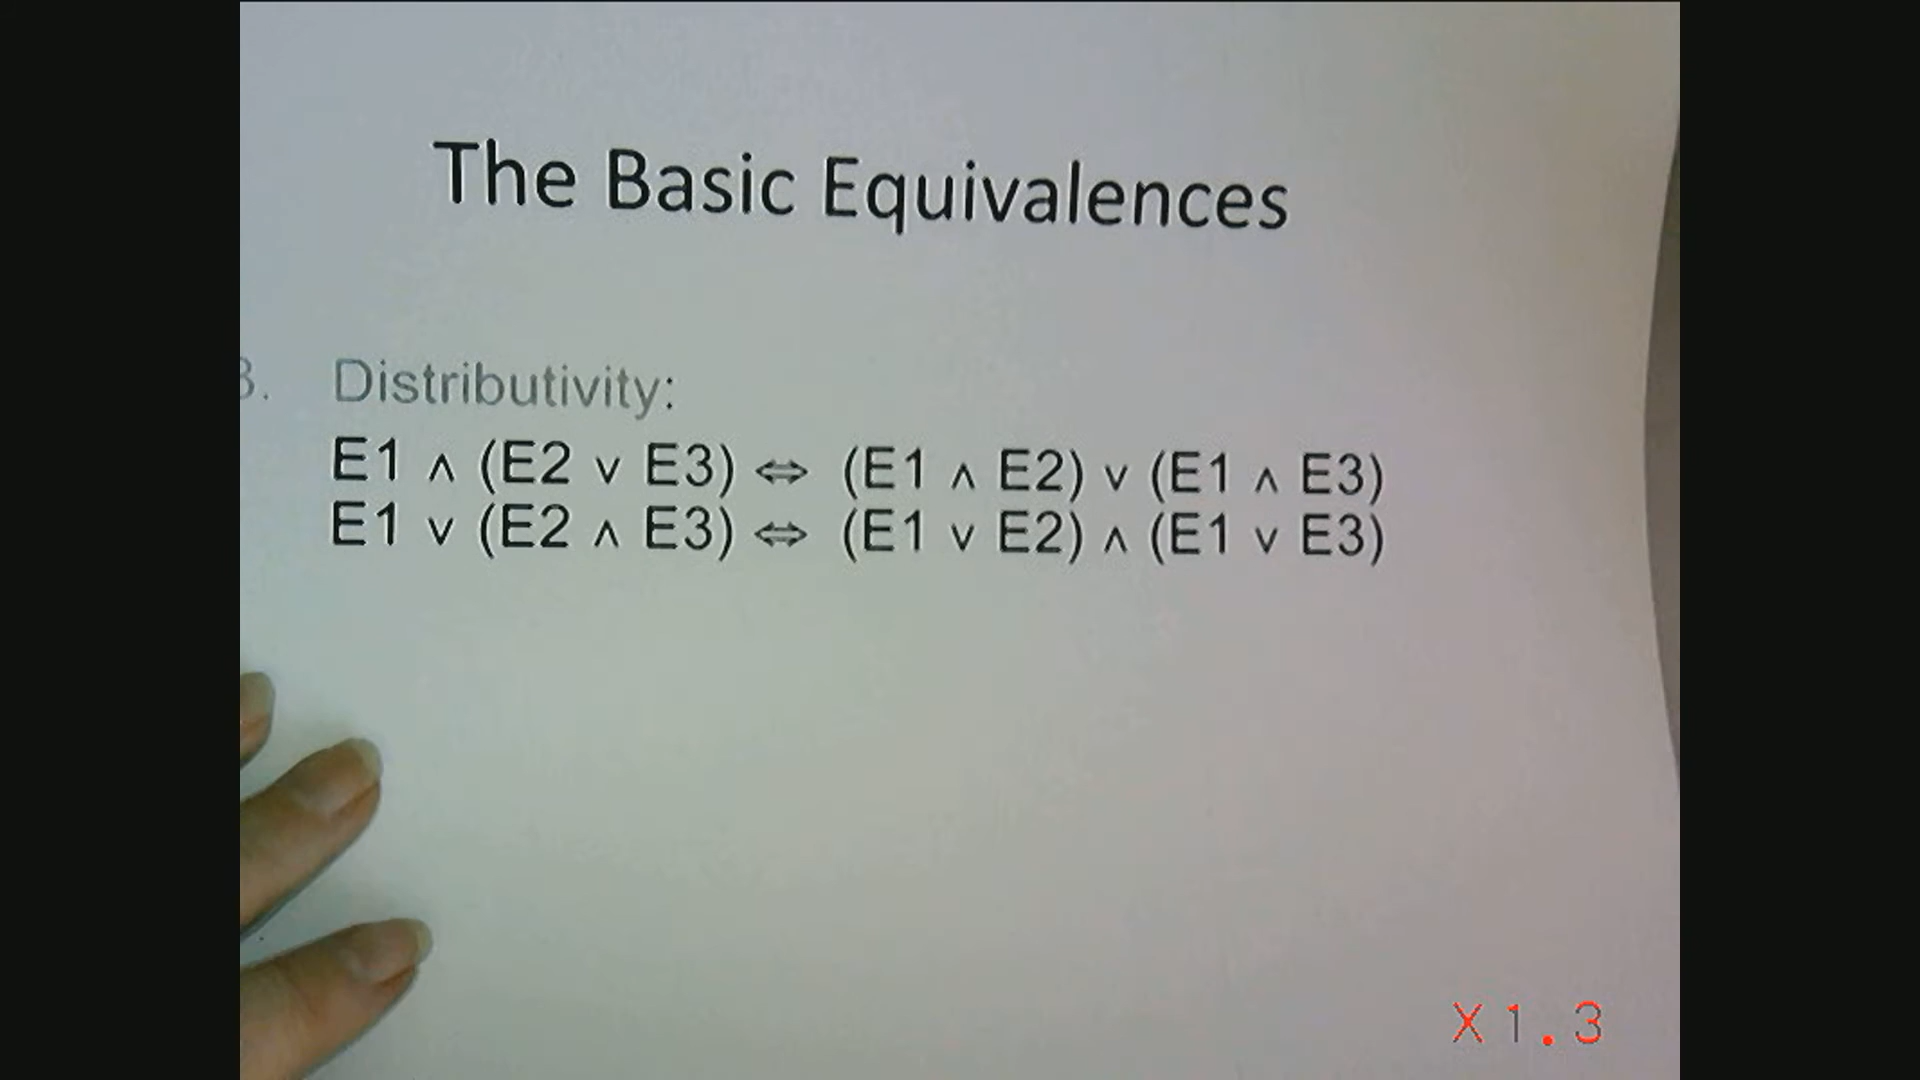 The Basic Equivalences
3. Distributivity:
E1 ∧ (E2 ∨ E3) ⇔ (E1 ∧ E2) ∨ (E1 ∧ E3)
E1 ∨ (E2 ∧ E3) ⇔ (E1 ∨ E2) ∧ (E1 ∨ E3)
X1.3